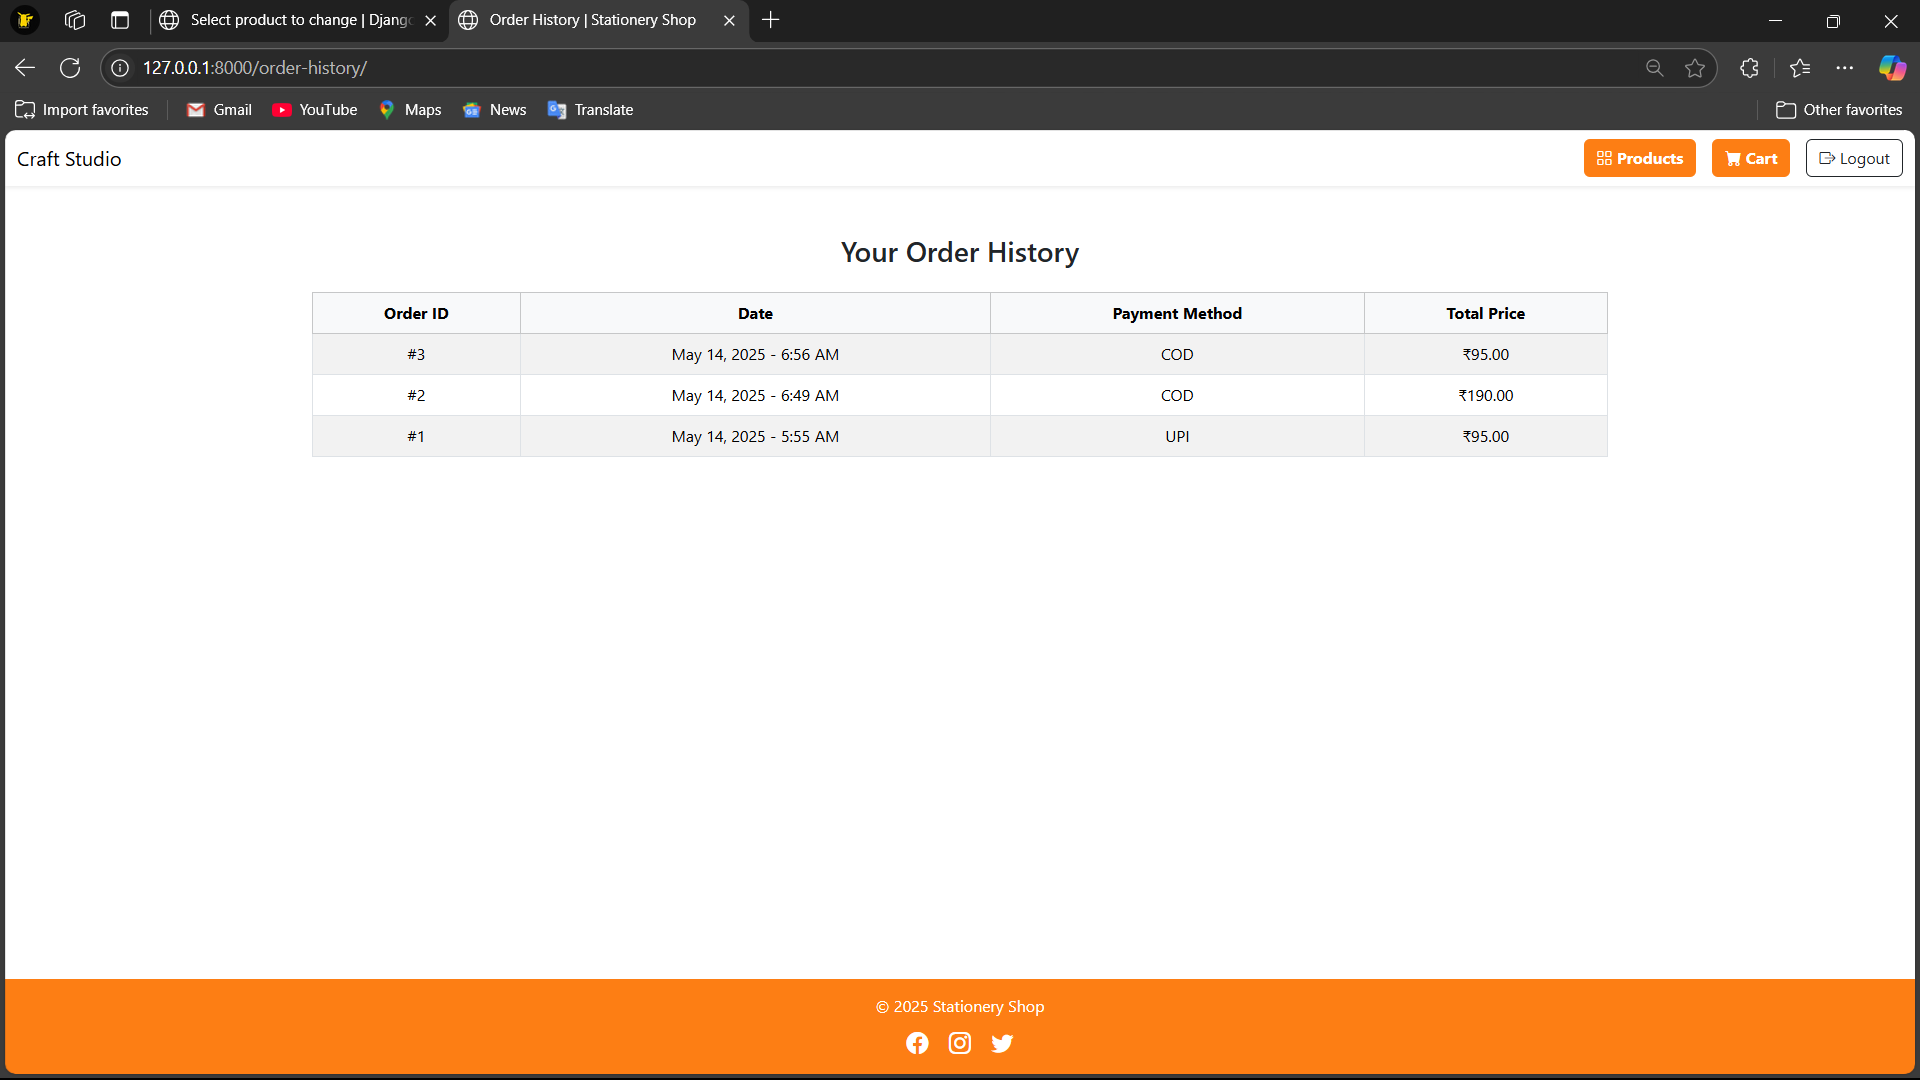 Select product to change | Djang
Order History | Stationery Shop
127.0.0.1:8000/order-history/
Import favorites
Gmail
YouTube
Maps
News
Translate
Other favorites
Craft Studio
Products
Cart
Logout
Your Order History
Order ID Date Payment Method Total Price
#3 May 14, 2025 - 6:56 AM COD ₹95.00
#2 May 14, 2025 - 6:49 AM COD ₹190.00
#1 May 14, 2025 - 5:55 AM UPI ₹95.00
© 2025 Stationery Shop